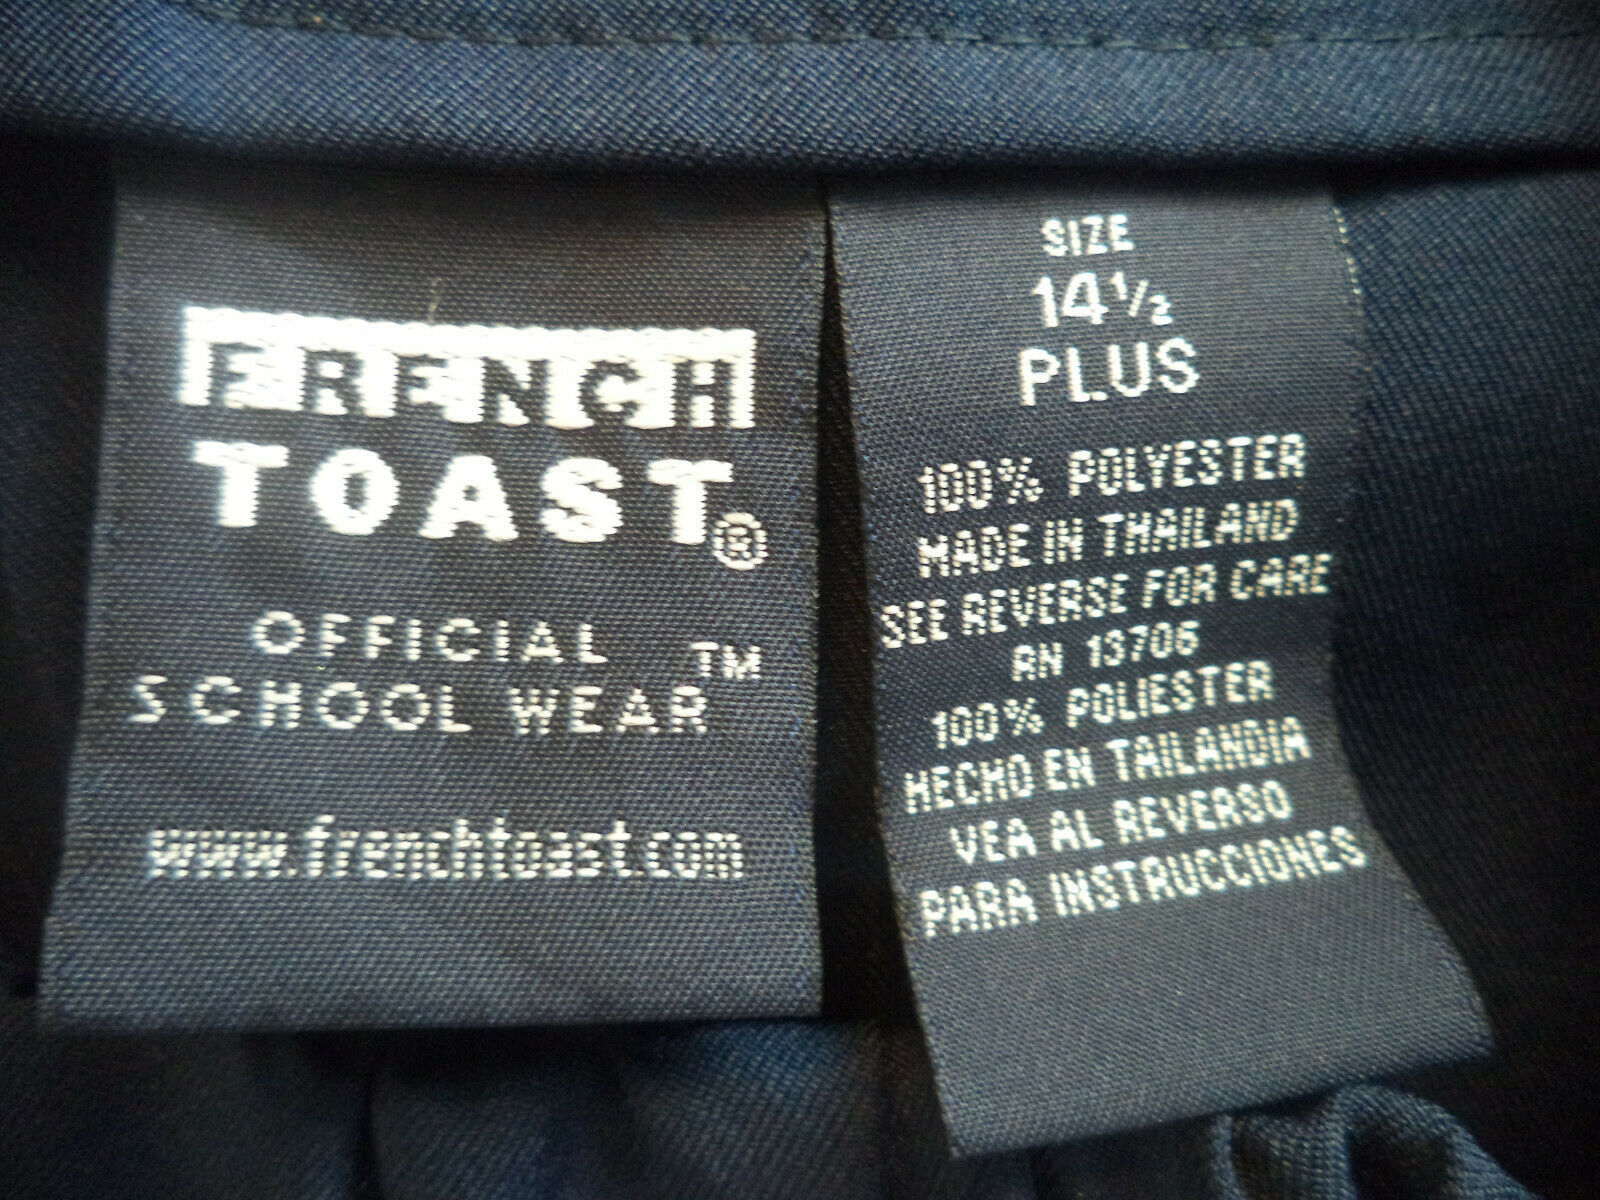 FRENCH
TOAST®
OFFICIAL
SCHOOL WEAR™
www.frenchtoast.com
SIZE
14½
PLUS
100% POLYESTER
MADE IN THAILAND
SEE REVERSE FOR CARE
RN 13706
100% POLIESTER
HECHO EN TAILANDIA
VEA AL REVERSO
PARA INSTRUCCIONES